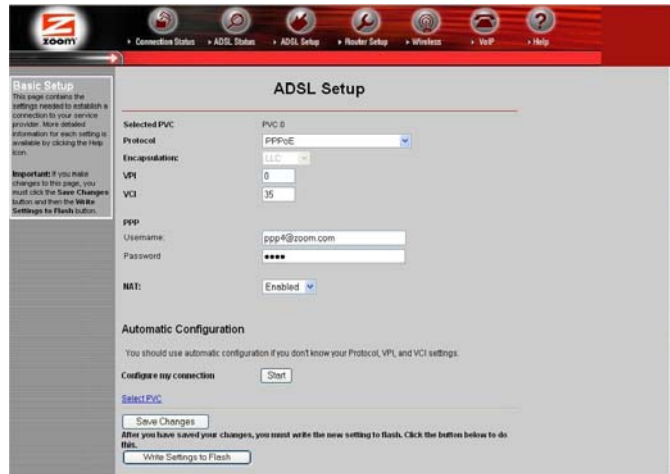 ZOOM
Connection Status
ADSL Status
ADSL Setup
Router Setup
Wireless
VoIP
Help
Basic Setup
This page contains the
settings needed to establish a
connection to your service
provider. More detailed
information for each setting is
available by clicking the Help
icon.
Important: If you make
changes to this page, you
must click the Save Changes
button and then the Write
Settings to Flash button.
ADSL Setup
Selected PVC PVC 0
Protocol PPPoE
Encapsulation: LLC
VPI 0
VCI 35
PPP
Username: ppp4@zoom.com
Password ●●●●
NAT: Enabled
Automatic Configuration
You should use automatic configuration if you don't know your Protocol, VPI, and VCI settings.
Configure my connection Start
Select PVC
Save Changes
After you have saved your changes, you must write the new setting to flash. Click the button below to do
this.
Write Settings to Flash